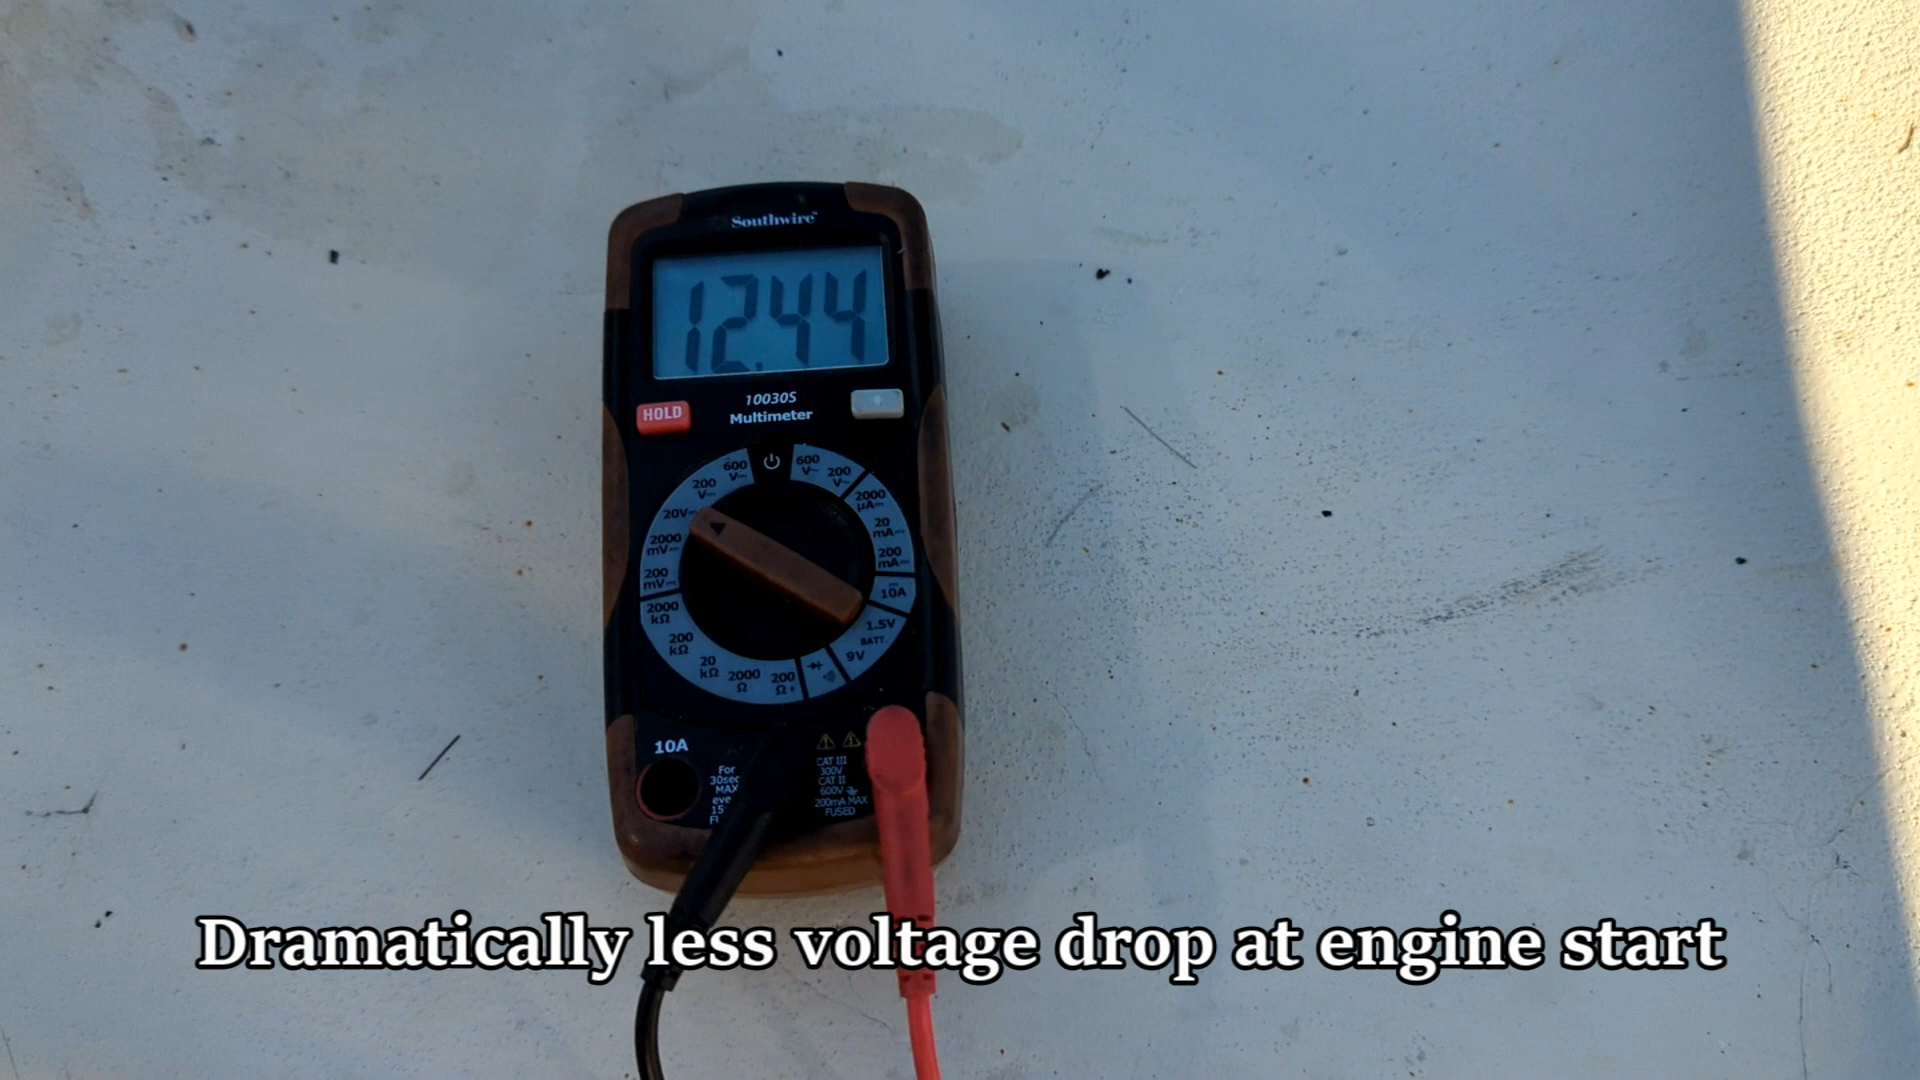 Southwire
12.44
HOLD
10030S
Multimeter
600 V
200 V
20V
2000 mV
200 mV
2000 kΩ
200 kΩ
20 kΩ
2000 Ω
200 Ω
600 V~
200 V~
2000 µA
20 mA
200 mA
10A
1.5V
BATT.
9V
10A
For
30sec
MAX
CAT III
300V
CAT II
600V
200mA MAX
FUSED
Dramatically less voltage drop at engine start